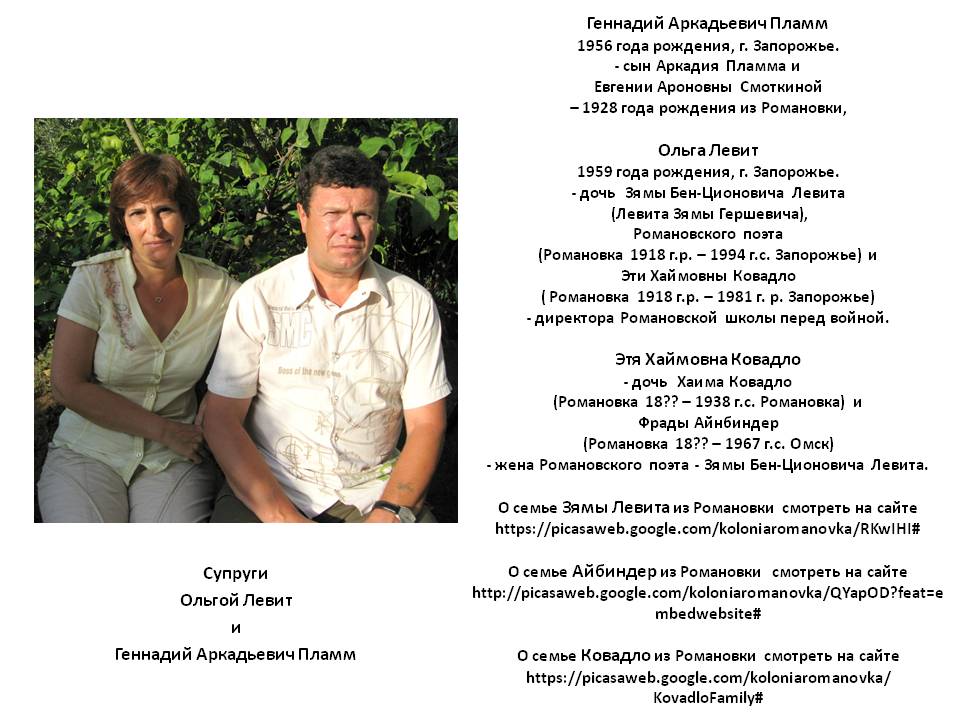 Геннадий Аркадьевич Пламм
1956 года рождения, г. Запорожье.
- сын Аркадия Пламма и
Евгении Ароновны Смоткиной
– 1928 года рождения из Романовки,
Ольга Левит
1959 года рождения, г. Запорожье.
- дочь Зямы Бен-Ционовича Левита
(Левита Зямы Гершевича),
Романовского поэта
(Романовка 1918 г.р. – 1994 г.с. Запорожье) и
Эти Хаймовны Ковадло
( Романовка 1918 г.р. – 1981 г. р. Запорожье)
- директора Романовской школы перед войной.
Этя Хаймовна Ковадло
- дочь Хаима Ковадло
(Романовка 18?? – 1938 г.с. Романовка) и
Фрады Айнбиндер
(Романовка 18?? – 1967 г.с. Омск)
- жена Романовского поэта - Зямы Бен-Ционовича Левита.
О семье Зямы Левита из Романовки смотреть на сайте
https://picasaweb.google.com/koloniaromanovka/RKwIHI#
О семье Айбиндер из Романовки смотреть на сайте
http://picasaweb.google.com/koloniaromanovka/QYapOD?feat=e
mbedwebsite#
О семье Ковадло из Романовки смотреть на сайте
https://picasaweb.google.com/koloniaromanovka/
KovadloFamily#
SMC
Boss of the new
Супруги
Ольгой Левит
и
Геннадий Аркадьевич Пламм